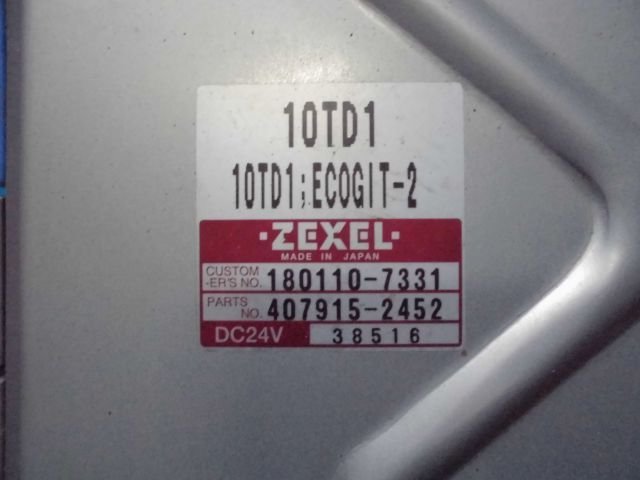 10TD1
10TD1;ECOGIT-2
·ZEXEL·
MADE IN JAPAN
CUSTOM
-ER'S NO. 180110-7331
PARTS
NO. 407915-2452
DC24V 38516